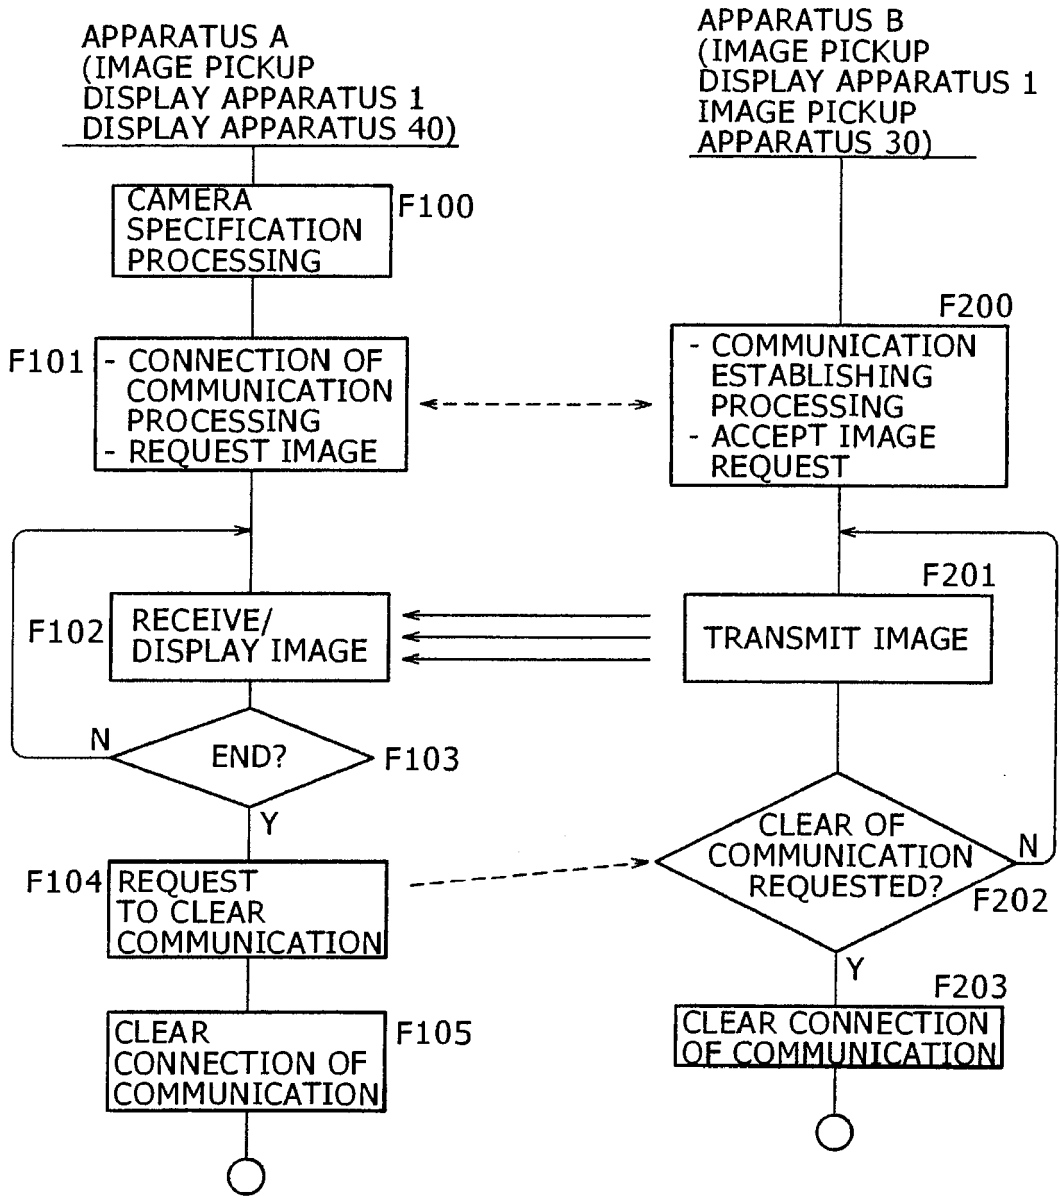 APPARATUS A
(IMAGE PICKUP
DISPLAY APPARATUS 1
DISPLAY APPARATUS 40)
APPARATUS B
(IMAGE PICKUP
DISPLAY APPARATUS 1
IMAGE PICKUP
APPARATUS 30)
CAMERA
SPECIFICATION
PROCESSING
F100
F101
- CONNECTION OF
COMMUNICATION
PROCESSING
- REQUEST IMAGE
F200
- COMMUNICATION
ESTABLISHING
PROCESSING
- ACCEPT IMAGE
REQUEST
F102
RECEIVE/
DISPLAY IMAGE
F201
TRANSMIT IMAGE
N
END?
F103
Y
CLEAR OF
COMMUNICATION
REQUESTED?
N
F202
Y
F104
REQUEST
TO CLEAR
COMMUNICATION
F203
CLEAR CONNECTION
OF COMMUNICATION
CLEAR
CONNECTION OF
COMMUNICATION
F105